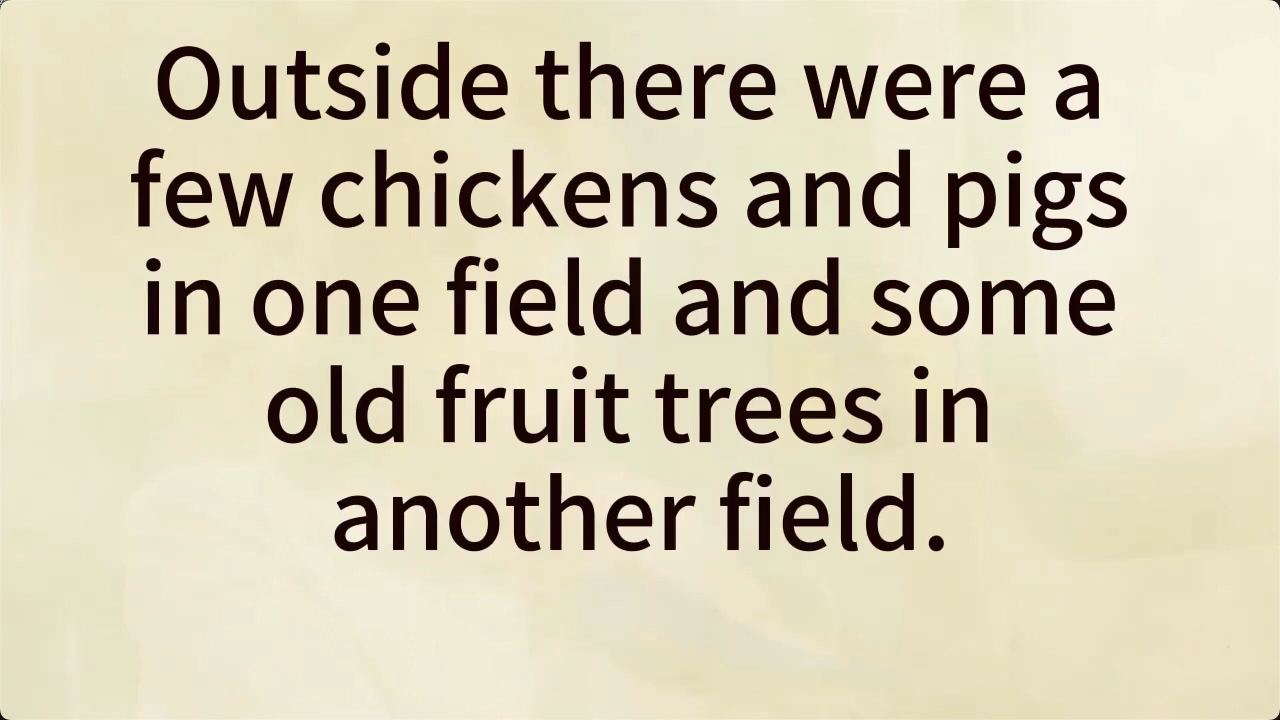 Outside there were a
few chickens and pigs
in one field and some
old fruit trees in
another field.